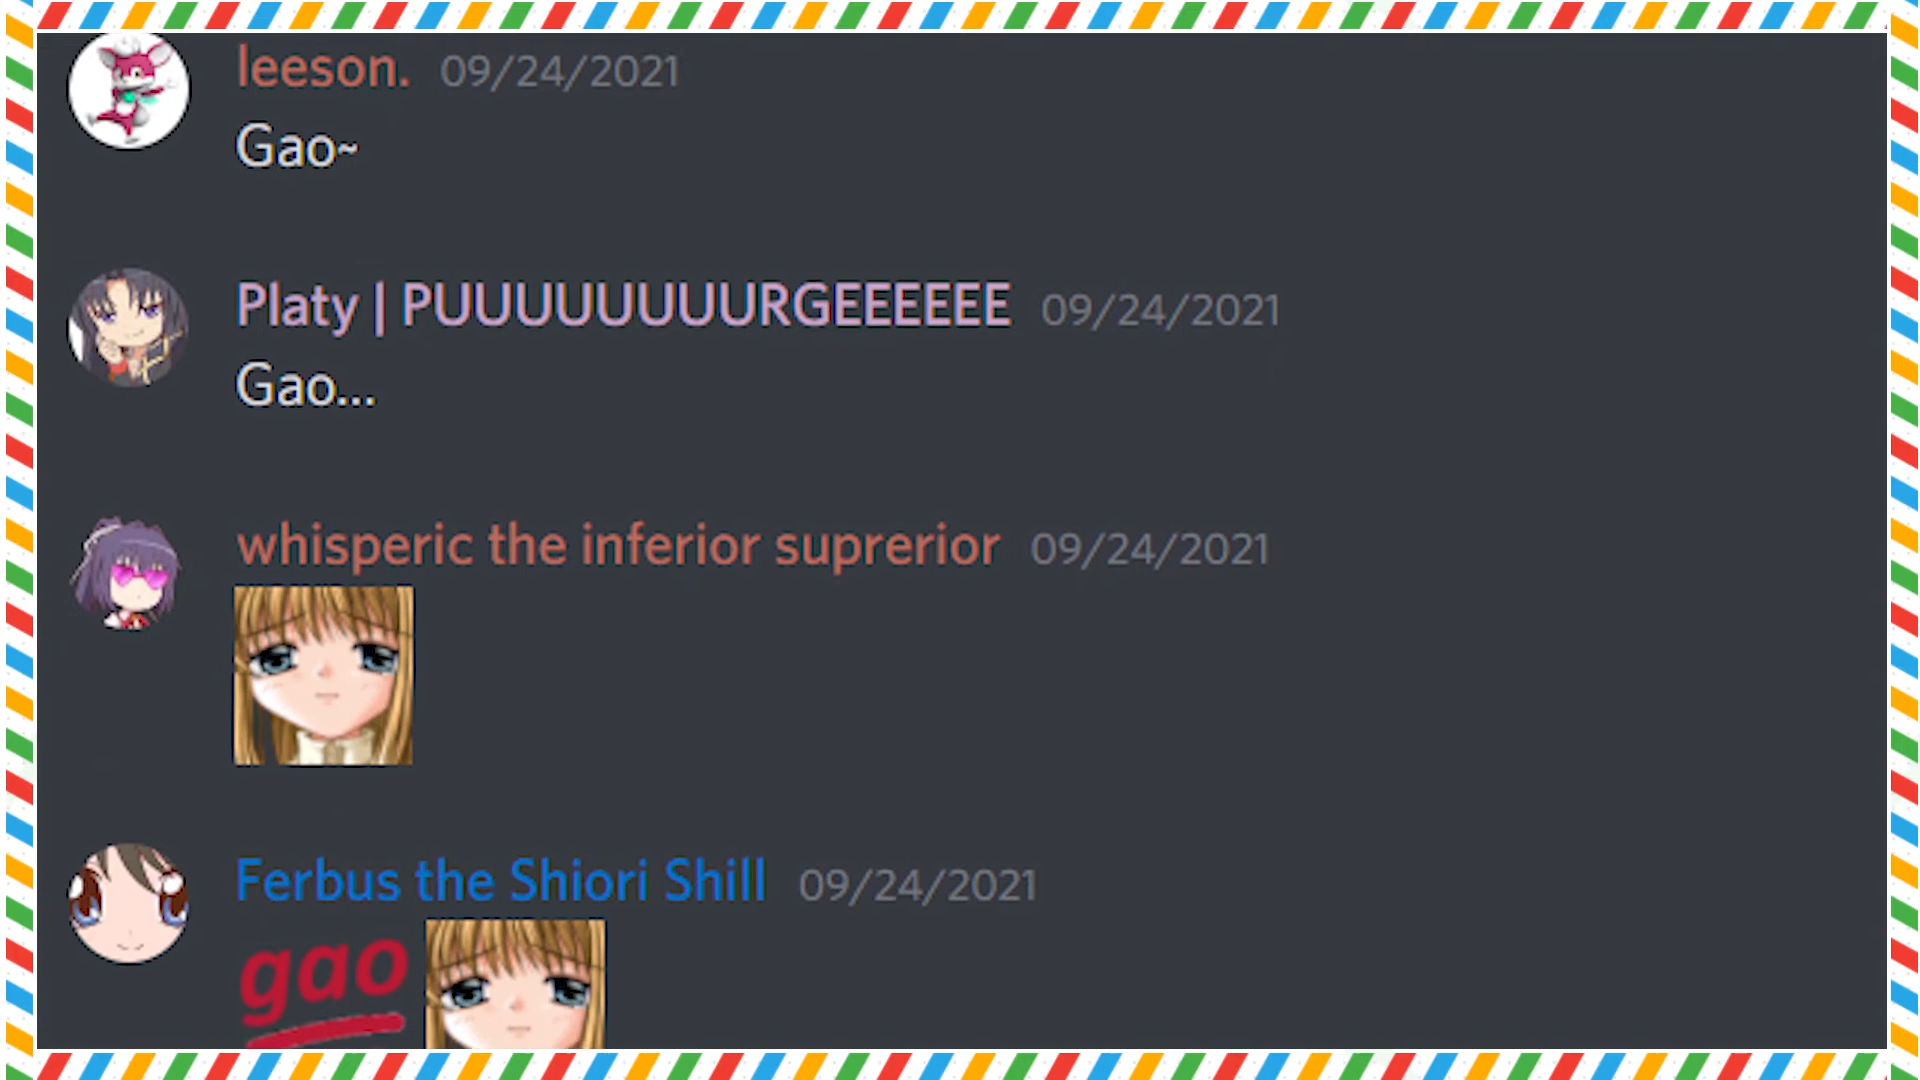 leeson. 09/24/2021
Gao~
Platy | PUUUUUUUURGEEEEEE 09/24/2021
Gao...
whisperic the inferior suprerior 09/24/2021
Ferbus the Shiori Shill 09/24/2021
gao